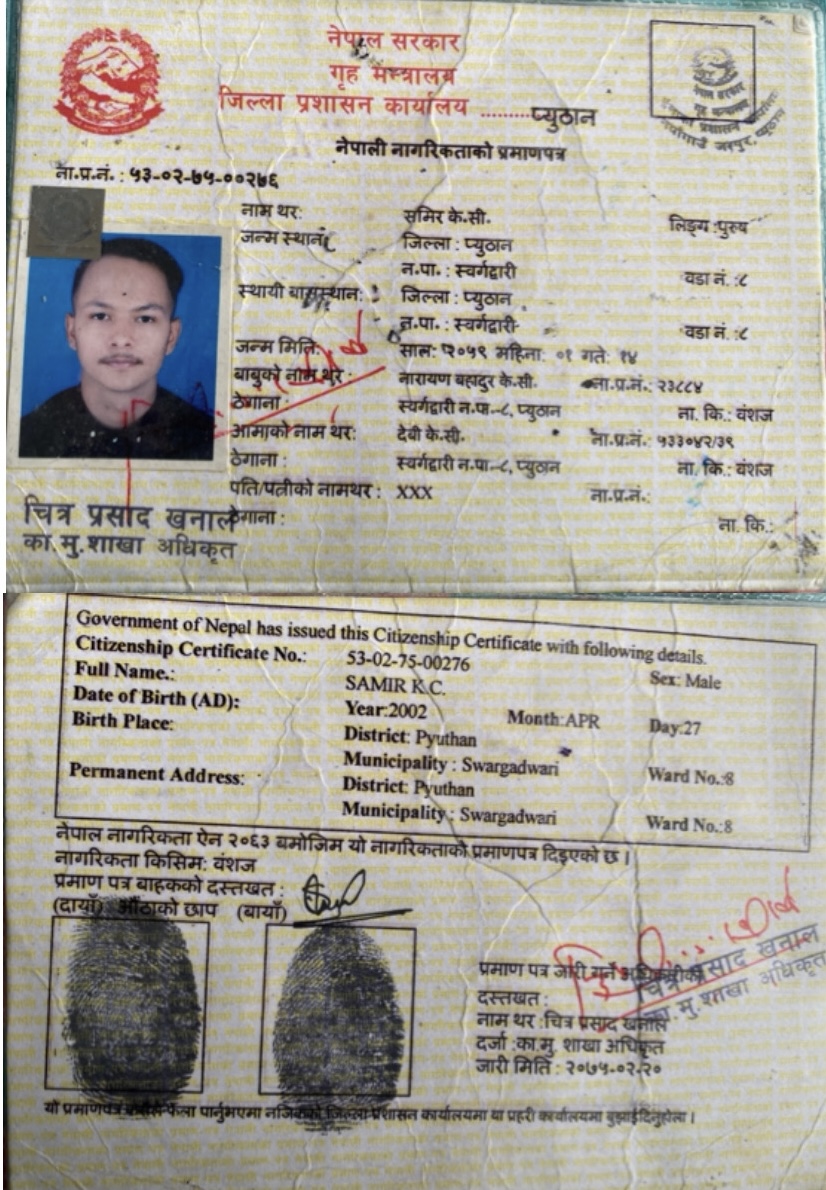 नेपाल सरकार
गृह मन्त्रालय
जिल्ला प्रशासन कार्यालय .........प्युठान
नेपाली नागरिकताको प्रमाणपत्र
ना.प्र.नं. : ५३-०२-७५-००२७६
नाम थर: समिर के.सी. लिङ्ग :पुरुष
जन्म स्थान: जिल्ला : प्युठान
न.पा. : स्वर्गद्वारी वडा नं. :८
स्थायी बासस्थान: जिल्ला : प्युठान
न.पा. : स्वर्गद्वारी वडा नं. :८
जन्म मिति: साल: २०५९ महिना: ०१ गते: १४
बाबुको नाम थर : नारायण बहादुर के.सी. ना.प्र.नं.: २३८८४
ठेगाना : स्वर्गद्वारी न.पा-८, प्युठान ना. कि.: वंशज
आमाको नाम थर: देवी के.सी. ना.प्र.नं.: ५३३०४२/३९
ठेगाना : स्वर्गद्वारी न.पा-८, प्युठान ना. कि.: वंशज
पति/पत्नीको नामथर : XXX ना.प्र.नं.:
ठेगाना : ना. कि.:
चित्र प्रसाद खनाल
का.मु.शाखा अधिकृत
Government of Nepal has issued this Citizenship Certificate with following details.
Citizenship Certificate No.: 53-02-75-00276 Sex: Male
Full Name.: SAMIR K.C.
Date of Birth (AD): Year:2002 Month:APR Day:27
Birth Place: District: Pyuthan
Municipality : Swargadwari Ward No.:8
Permanent Address: District: Pyuthan
Municipality : Swargadwari Ward No.:8
नेपाल नागरिकता ऐन २०६३ बमोजिम यो नागरिकताको प्रमाणपत्र दिइएको छ।
नागरिकता किसिम: वंशज
प्रमाण पत्र बाहकको दस्तखत :
(दायाँ) औंठाको छाप (बायाँ)
प्रमाण पत्र जारी गर्ने अधिकारीको
दस्तखत :
नाम थर :चित्र प्रसाद खनाल
दर्जा :का.मु. शाखा अधिकृत
जारी मिति : २०७५-०२-२०
चित्र प्रसाद खनाल
का.मु.शाखा अधिकृत
यो प्रमाणपत्र कसैले फेला पार्नुभएमा नजिकको जिल्ला प्रशासन कार्यालयमा या प्रहरी कार्यालयमा बुझाईदिनुहोला।